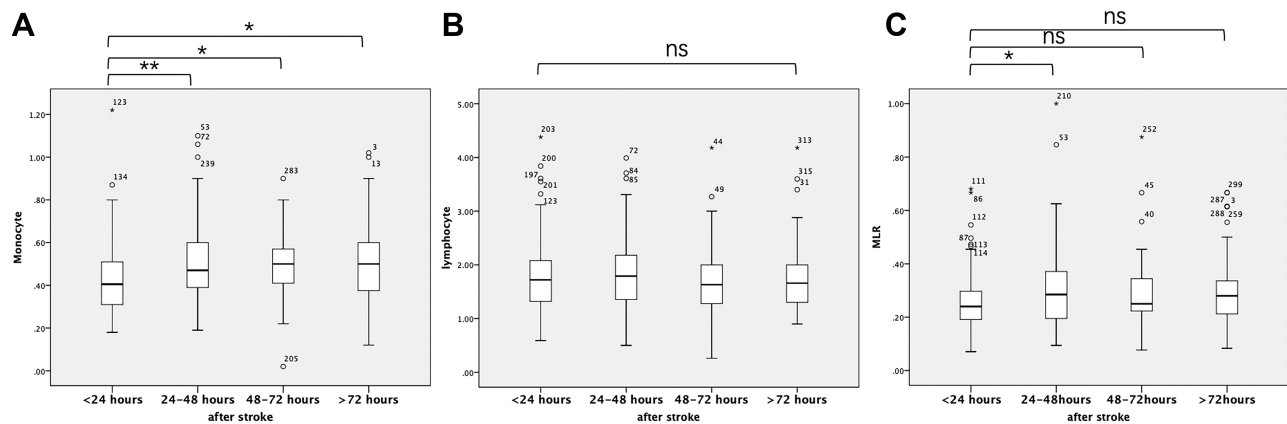 A
*
*
**
Monocyte
1.20
1.00
.80
.60
.40
.20
.00
123
134
53
72
239
283
205
3
13
<24 hours
24-48 hours
48-72 hours
>72 hours
after stroke
B
ns
lymphocyte
5.00
4.00
3.00
2.00
1.00
.00
203
200
197
201
123
72
84
85
44
49
313
315
31
<24 hours
24-48 hours
48-72 hours
>72 hours
after stroke
C
ns
ns
*
MLR
1.00
.80
.60
.40
.20
.00
111
86
112
87
113
114
210
53
252
45
40
299
287 3
288 259
<24 hours
24-48hours
48-72hours
>72hours
after stroke